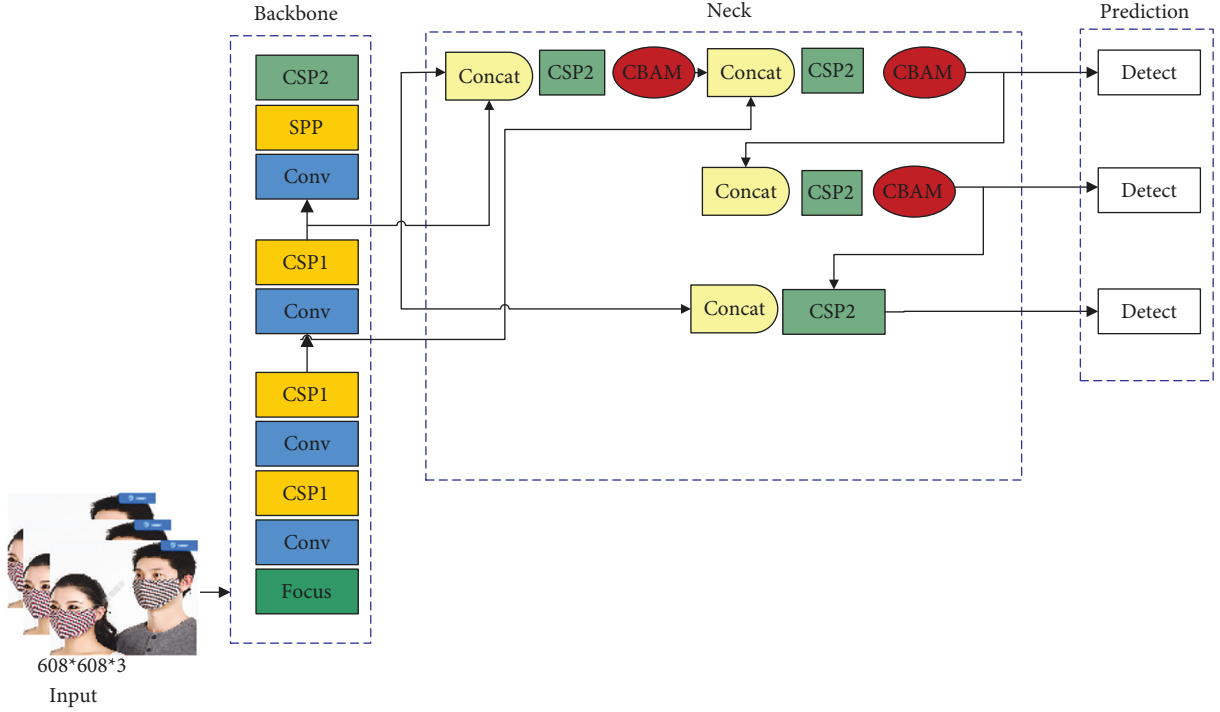 Backbone
Neck
Prediction
CSP2
SPP
Conv
CSP1
Conv
CSP1
Conv
CSP1
Conv
Focus
Concat
CSP2
CBAM
Concat
CSP2
CBAM
Detect
Concat
CSP2
CBAM
Detect
Concat
CSP2
Detect
608*608*3
Input